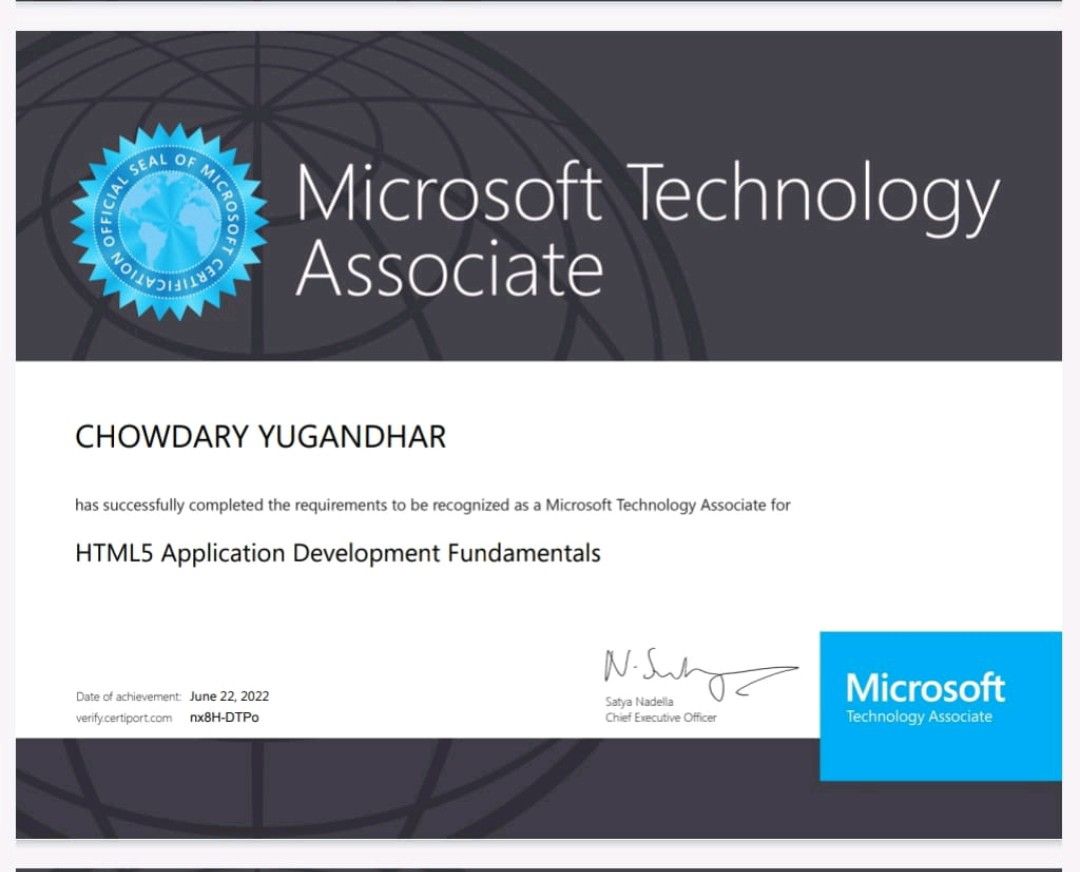 OFFICIAL SEAL OF MICROSOFT CERTIFICATION
Microsoft Technology
Associate
CHOWDARY YUGANDHAR
has successfully completed the requirements to be recognized as a Microsoft Technology Associate for
HTML5 Application Development Fundamentals
Date of achievement: June 22, 2022
verify.certiport.com nx8H-DTPo
N. Satya
Satya Nadella
Chief Executive Officer
Microsoft
Technology Associate